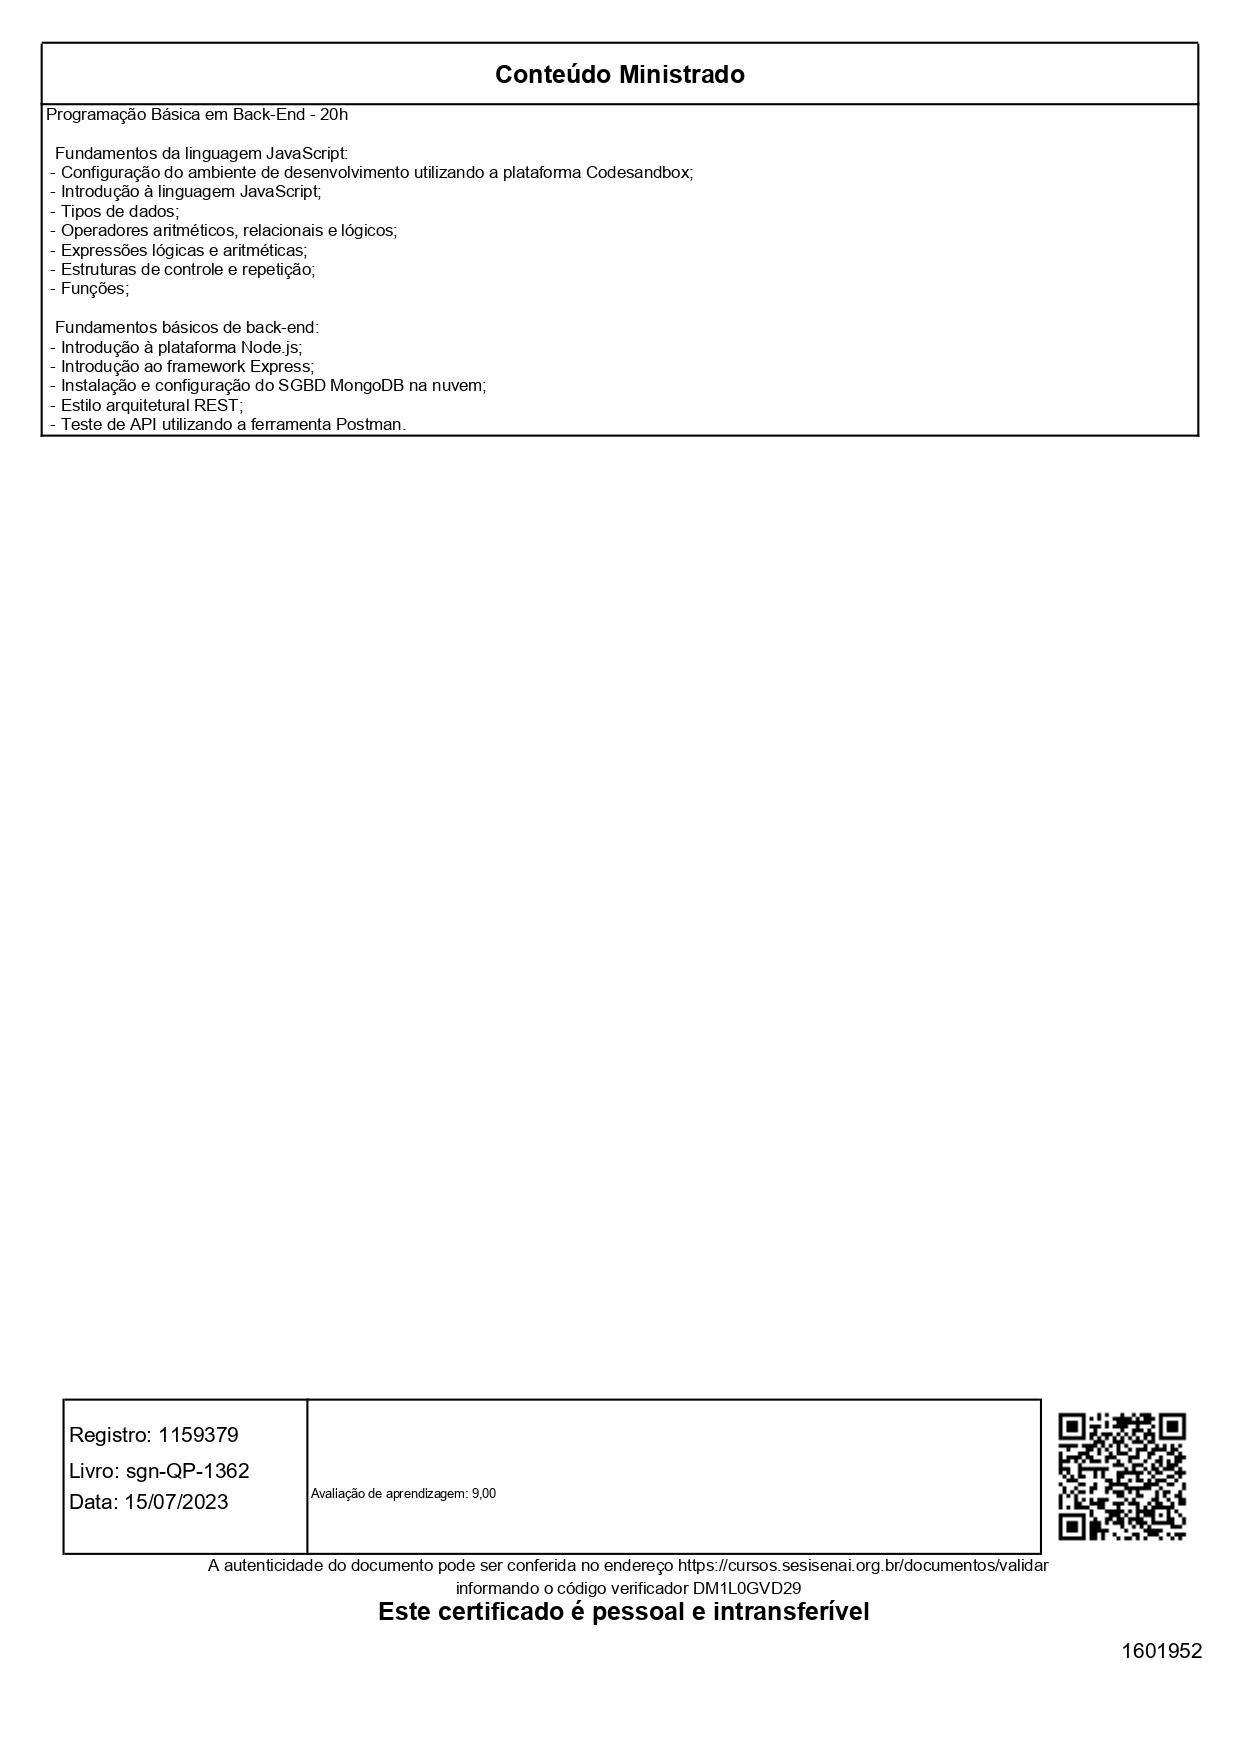 Conteúdo Ministrado
Programação Básica em Back-End - 20h
Fundamentos da linguagem JavaScript:
- Configuração do ambiente de desenvolvimento utilizando a plataforma Codesandbox;
- Introdução à linguagem JavaScript;
- Tipos de dados;
- Operadores aritméticos, relacionais e lógicos;
- Expressões lógicas e aritméticas;
- Estruturas de controle e repetição;
- Funções;
Fundamentos básicos de back-end:
- Introdução à plataforma Node.js;
- Introdução ao framework Express;
- Instalação e configuração do SGBD MongoDB na nuvem;
- Estilo arquitetural REST;
- Teste de API utilizando a ferramenta Postman.
Registro: 1159379
Livro: sgn-QP-1362
Data: 15/07/2023
Avaliação de aprendizagem: 9,00
A autenticidade do documento pode ser conferida no endereço https://cursos.sesisenai.org.br/documentos/validar
informando o código verificador DM1L0GVD29
Este certificado é pessoal e intransferível
1601952